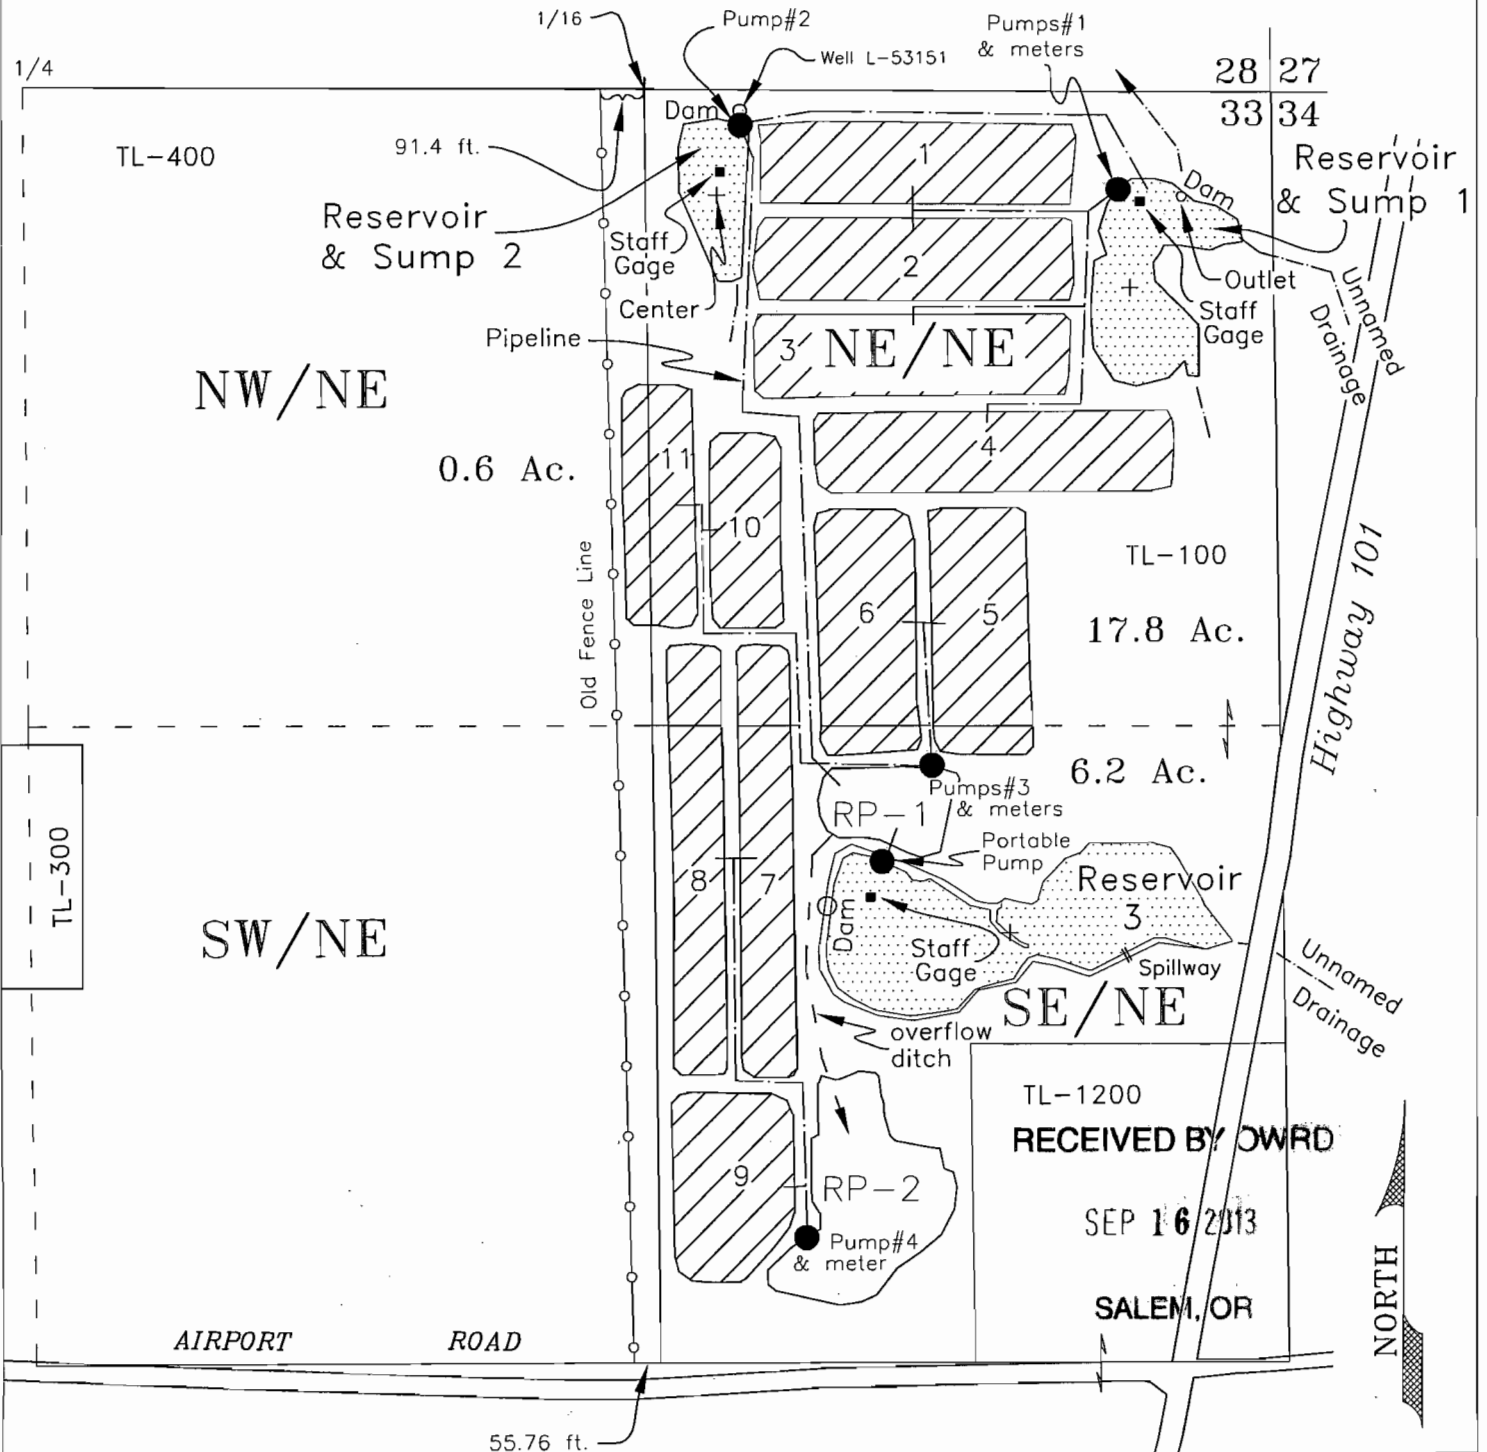 1/16
Pump#2
Pumps#1
& meters
Well L-53151
1/4
28 27
33 34
Dam
91.4 ft.
TL-400
1
Reservoir
& Sump 1
Dam
Reservoir
& Sump 2
Staff
Gage
2
Outlet
Staff
Gage
Unnamed
Drainage
Center
Pipeline
3
NE/NE
NW/NE
4
0.6 Ac.
11
10
TL-100
6
5
17.8 Ac.
Old Fence Line
Highway 101
6.2 Ac.
Pumps#3
& meters
RP-1
Portable
Pump
TL-300
8
7
Reservoir
3
Dam
SW/NE
Staff
Gage
Spillway
Unnamed
Drainage
SE/NE
overflow
ditch
TL-1200
RECEIVED BY OWRD
9
RP-2
SEP 16 2013
Pump#4
& meter
SALEM, OR
NORTH
AIRPORT ROAD
55.76 ft.